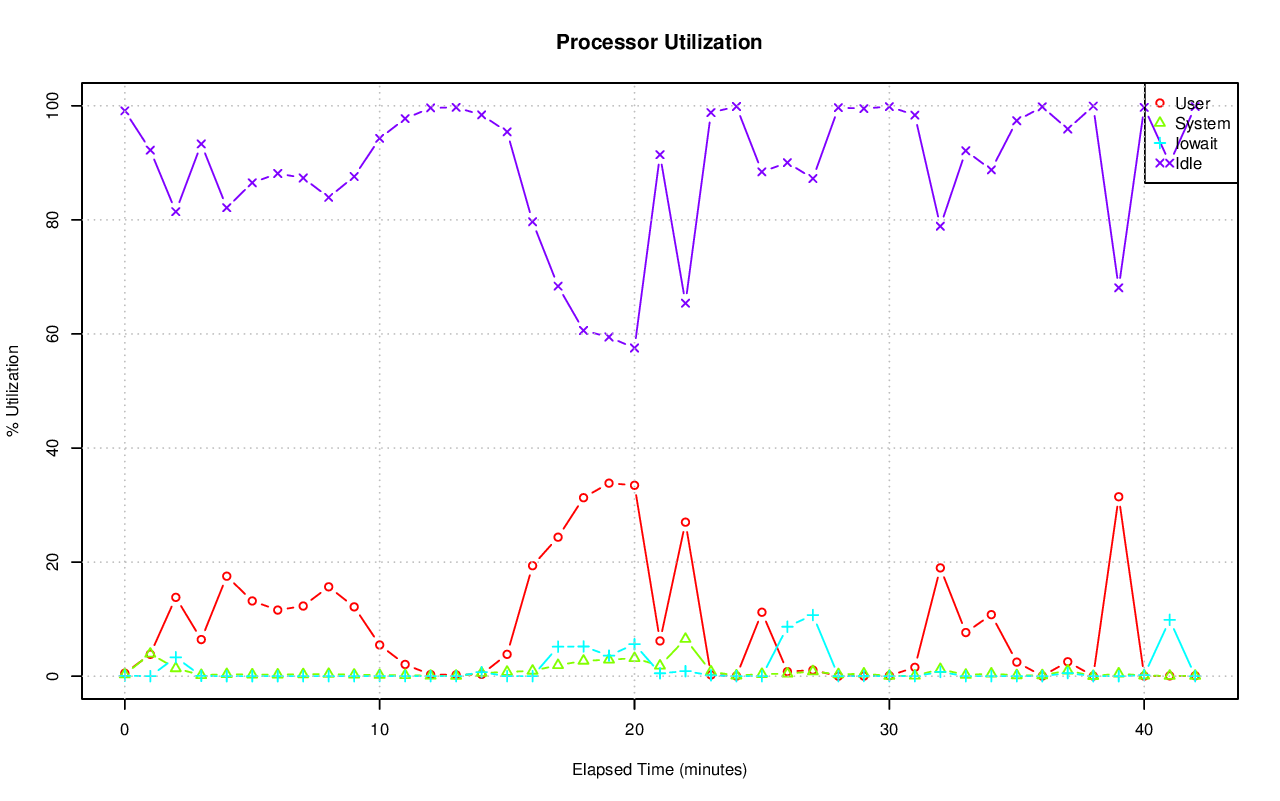 Processor Utilization
User
System
Iowait
Idle
% Utilization
100
80
60
40
20
0
0 10 20 30 40
Elapsed Time (minutes)